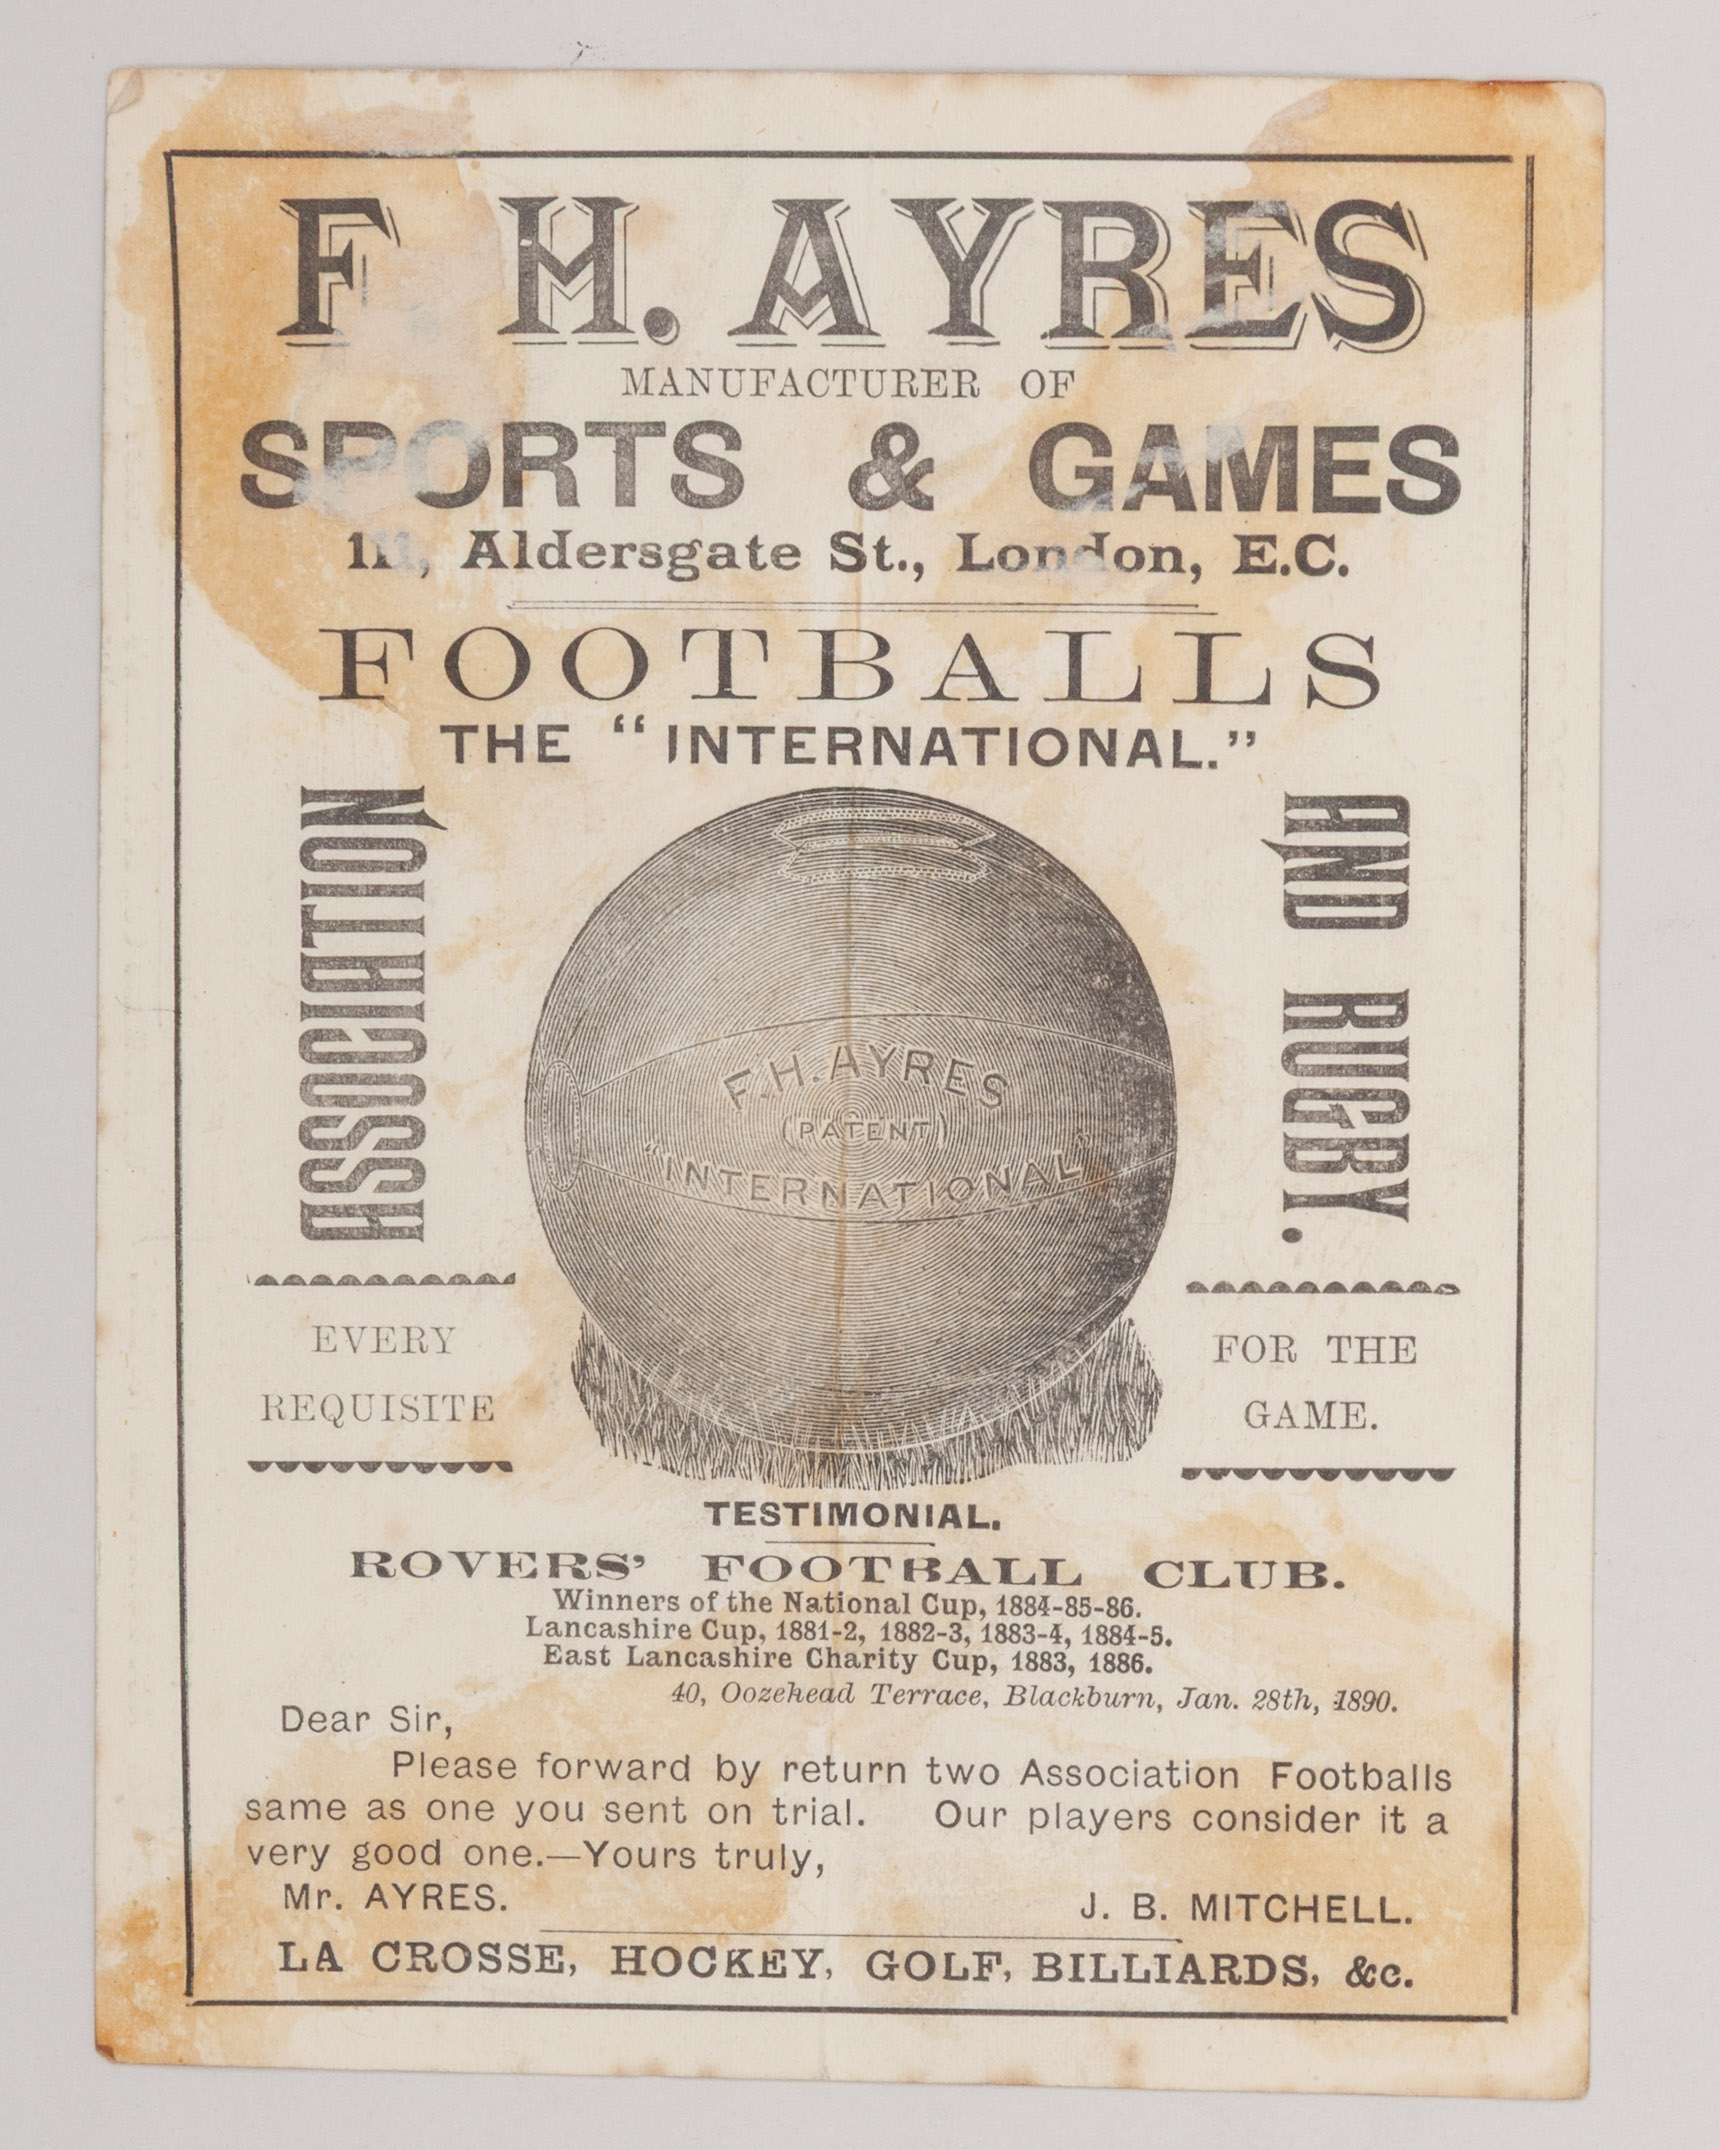 F. H. AYRES
MANUFACTURER OF
SPORTS & GAMES
111, Aldersgate St., London, E.C.
FOOTBALLS
THE "INTERNATIONAL."
ASSOCIATION
AND RUGBY.
F.H. AYRES
(PATENT)
"INTERNATIONAL"
EVERY
REQUISITE
FOR THE
GAME.
TESTIMONIAL.
ROVERS' FOOTBALL CLUB.
Winners of the National Cup, 1884-85-86.
Lancashire Cup, 1881-2, 1882-3, 1883-4, 1884-5.
East Lancashire Charity Cup, 1883, 1886.
40, Oozehead Terrace, Blackburn, Jan. 28th, 1890.
Dear Sir,
Please forward by return two Association Footballs
same as one you sent on trial. Our players consider it a
very good one.—Yours truly,
Mr. AYRES. J. B. MITCHELL.
LA CROSSE, HOCKEY, GOLF, BILLIARDS, &c.